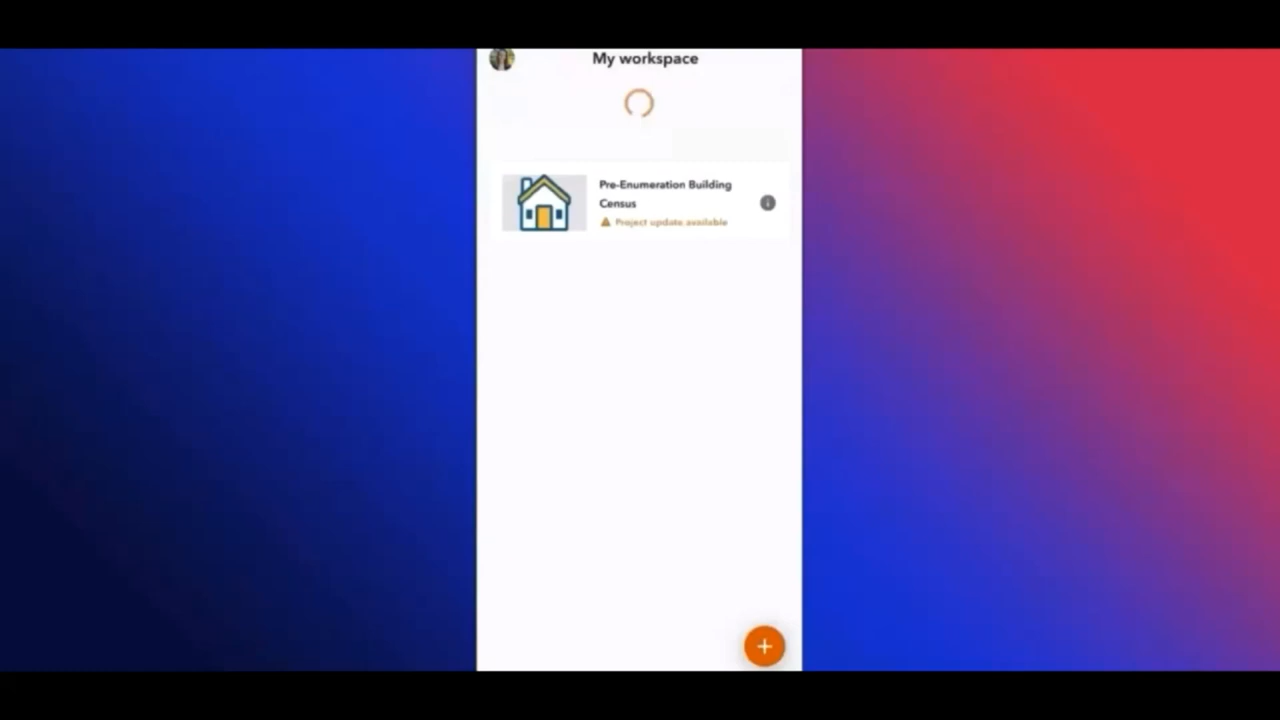 My workspace
Pre-Enumeration Building
Census
Project update available